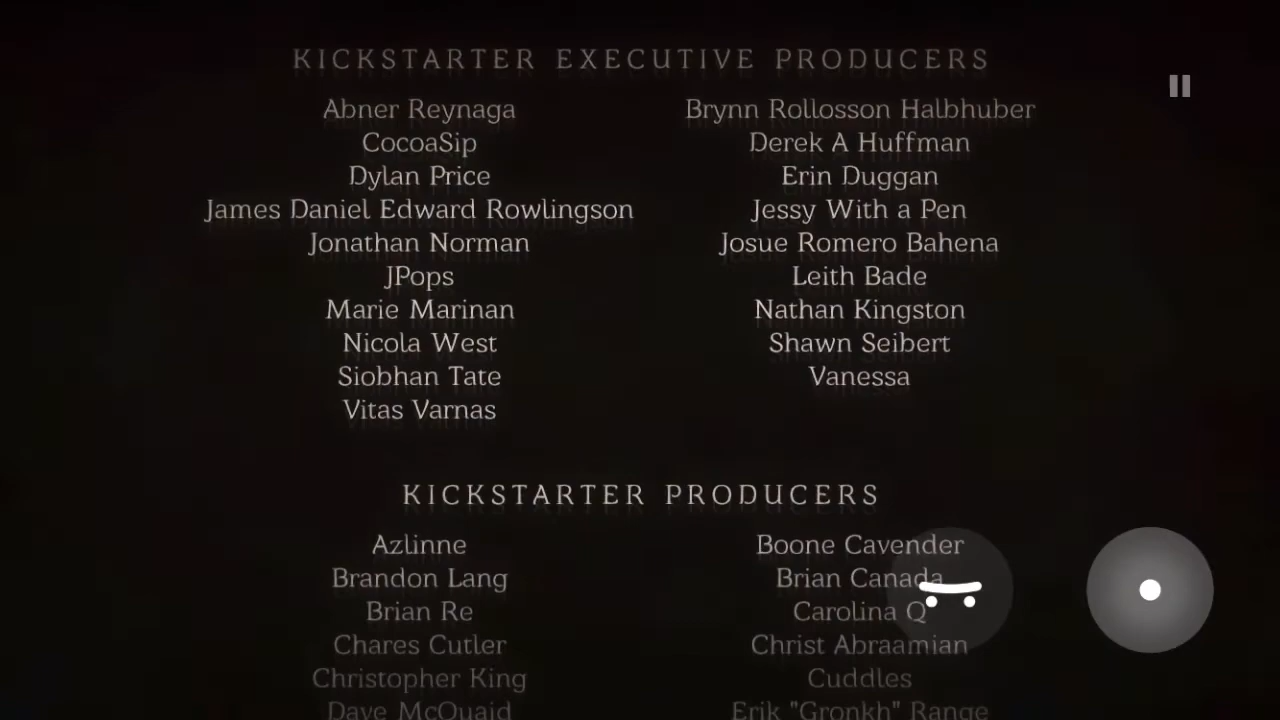 KICKSTARTER EXECUTIVE PRODUCERS
Abner Reynaga
Brynn Rollosson Halbhuber
CocoaSip
Derek A Huffman
Dylan Price
Erin Duggan
James Daniel Edward Rowlingson
Jessy With a Pen
Jonathan Norman
Josue Romero Bahena
JPops
Leith Bade
Marie Marinan
Nathan Kingston
Nicola West
Shawn Seibert
Siobhan Tate
Vanessa
Vitas Varnas
KICKSTARTER PRODUCERS
Azlinne
Boone Cavender
Brandon Lang
Brian Canada
Brian Re
Carolina Q
Chares Cutler
Christ Abraamian
Christopher King
Cuddles
Dave McQuaid
Erik "Gronkh" Range